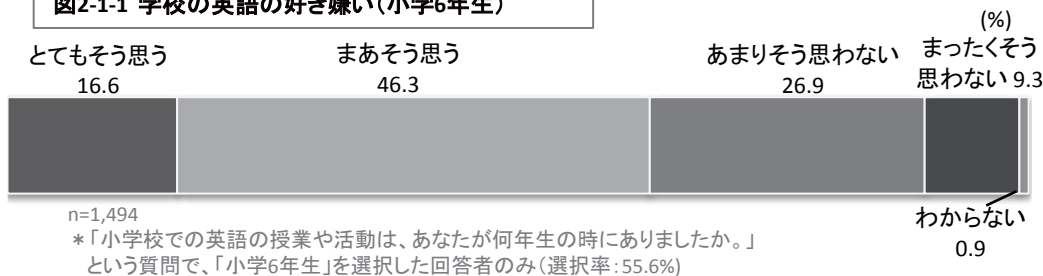 図2-1-1 学校の英語の好き嫌い(小学6年生)
(%)
とてもそう思う
16.6
まあそう思う
46.3
あまりそう思わない
26.9
まったくそう
思わない 9.3
わからない
0.9
n=1,494
*「小学校での英語の授業や活動は、あなたが何年生の時にありましたか。」
という質問で、「小学6年生」を選択した回答者のみ(選択率:55.6%)